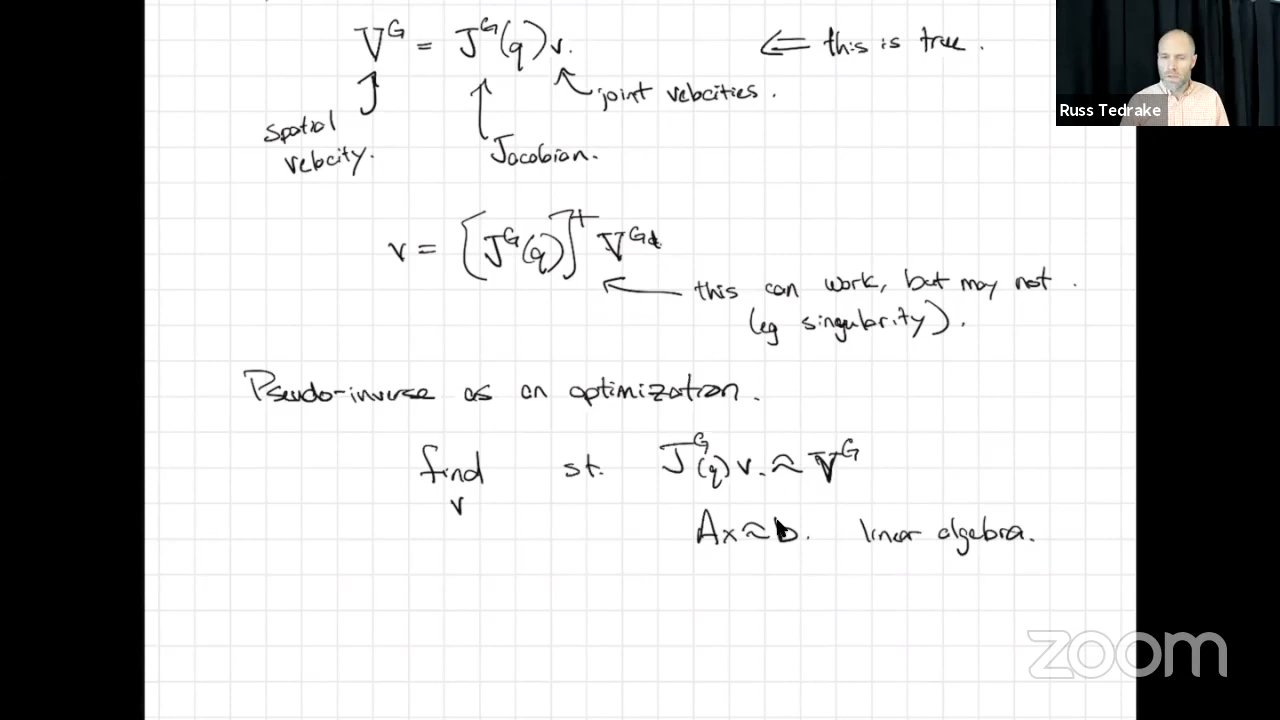 V^G = J^G(q) v. ⇐ this is true.
Russ Tedrake
joint velocities.
spatial
velocity.
Jacobian.
v = [J^G(q)]^+ V^{Gd}
this can work, but may not.
(eg singularity).
Pseudo-inverse as an optimization.
find st. J^G(q) v. ≈ V^G
v
Ax ≈ b. linear algebra.
zoom